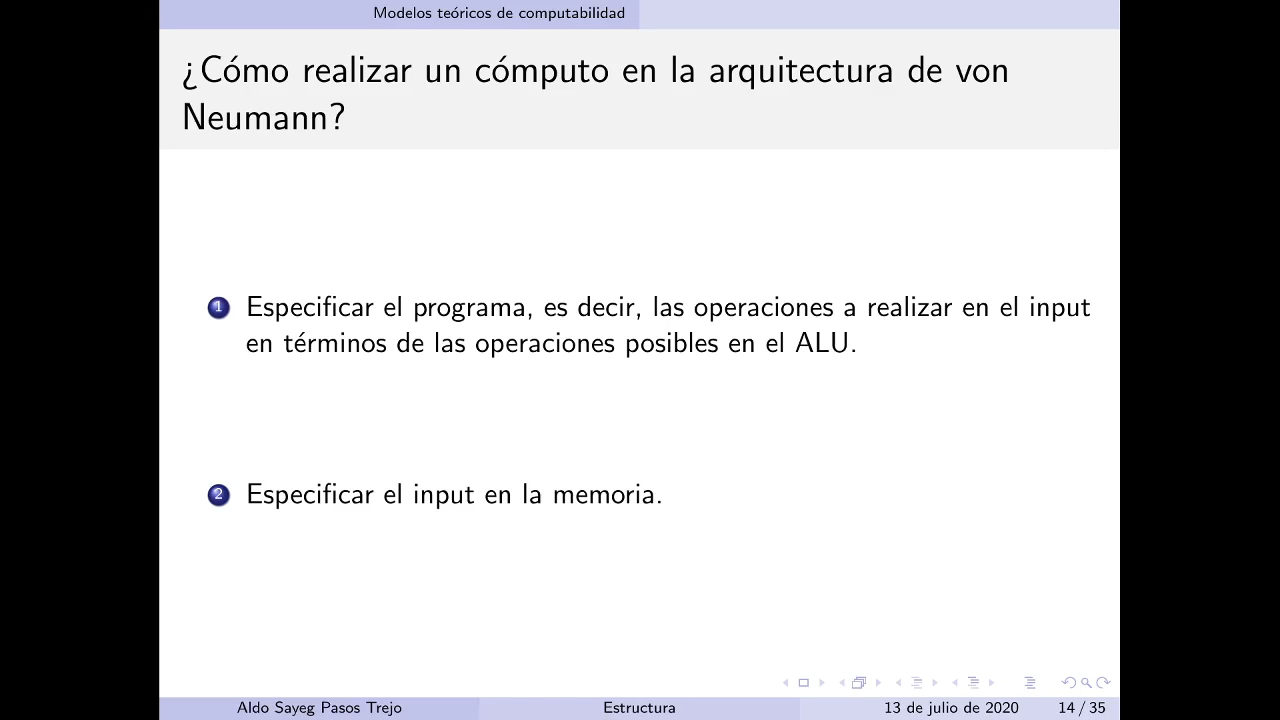 Modelos teóricos de computabilidad
¿Cómo realizar un cómputo en la arquitectura de von
Neumann?
1 Especificar el programa, es decir, las operaciones a realizar en el input
en términos de las operaciones posibles en el ALU.
2 Especificar el input en la memoria.
Aldo Sayeg Pasos Trejo Estructura 13 de julio de 2020 14 / 35